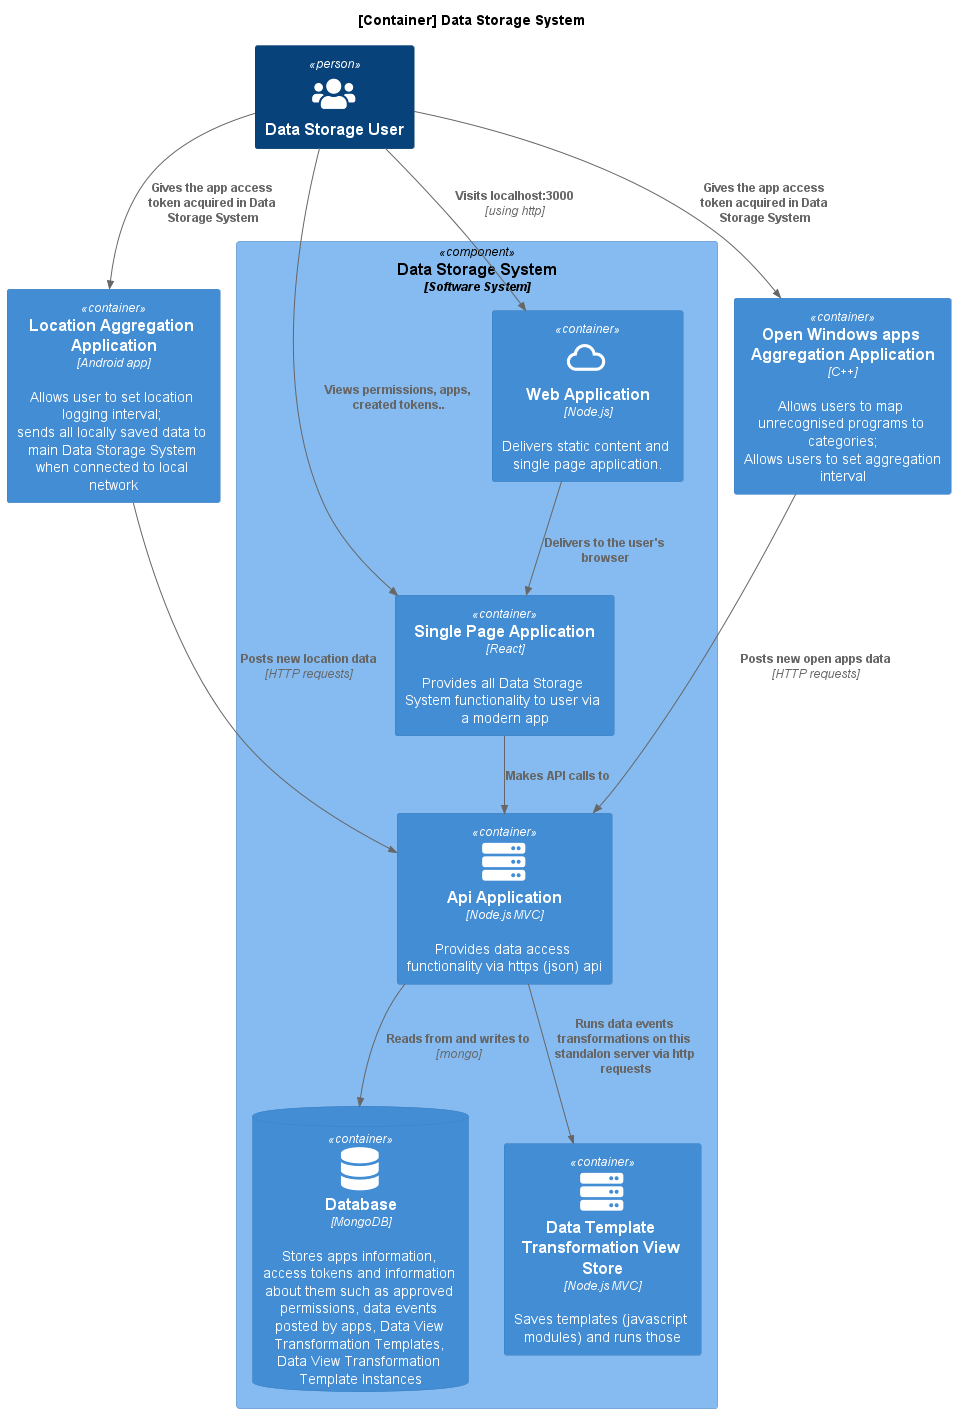 [Container] Data Storage System
«person»
Data Storage User
Gives the app access
token acquired in Data
Storage System
Visits localhost:3000
[using http]
Gives the app access
token acquired in Data
Storage System
«component»
Data Storage System
[Software System]
«container»
Location Aggregation
Application
[Android app]
Allows user to set location
logging interval;
sends all locally saved data to
main Data Storage System
when connected to local
network
Views permissions, apps,
created tokens..
«container»
Web Application
[Node.js]
Delivers static content and
single page application.
«container»
Open Windows apps
Aggregation Application
[C++]
Allows users to map
unrecognised programs to
categories;
Allows users to set aggregation
interval
Delivers to the user's
browser
«container»
Single Page Application
[React]
Provides all Data Storage
System functionality to user via
a modern app
Posts new location data
[HTTP requests]
Posts new open apps data
[HTTP requests]
Makes API calls to
«container»
Api Application
[Node.js MVC]
Provides data access
functionality via https (json) api
Reads from and writes to
[mongo]
Runs data events
transformations on this
standalon server via http
requests
«container»
Database
[MongoDB]
Stores apps information,
access tokens and information
about them such as approved
permissions, data events
posted by apps, Data View
Transformation Templates,
Data View Transformation
Template Instances
«container»
Data Template
Transformation View
Store
[Node.js MVC]
Saves templates (javascript
modules) and runs those